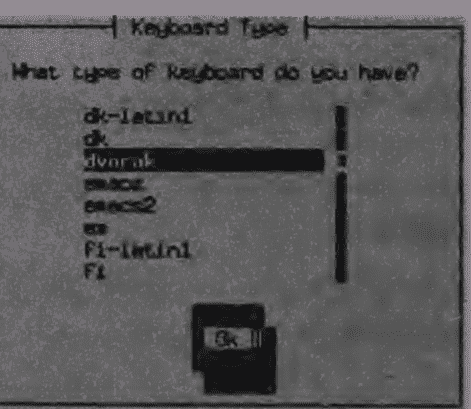 Keyboard Type
What type of keyboard do you have?
dk-latin1
dk
dvorak
emacs
emacs2
es
fi-latin1
fi
Ok